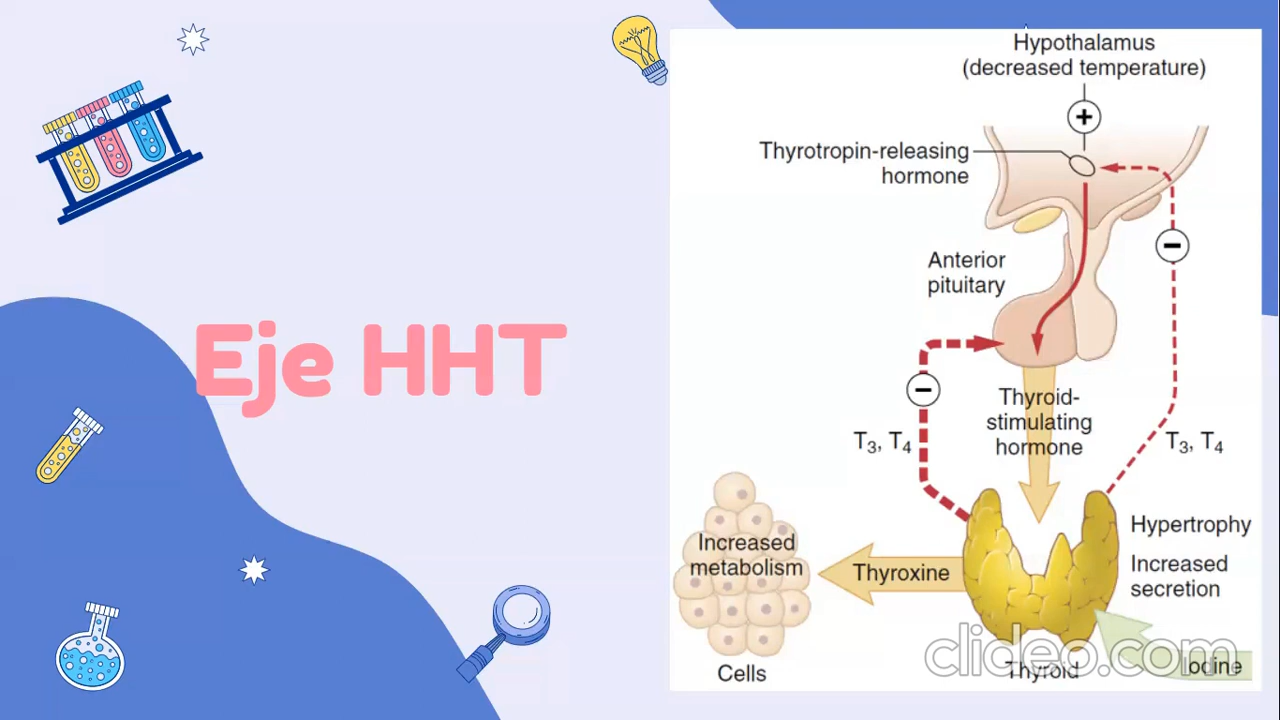 Eje HHT
Hypothalamus
(decreased temperature)
+
Thyrotropin-releasing
hormone
−
Anterior
pituitary
−
Thyroid-
stimulating
hormone
T₃, T₄
T₃, T₄
Hypertrophy
Increased
secretion
Increased
metabolism
Thyroxine
clideo.com
Cells
Thyroid
Iodine